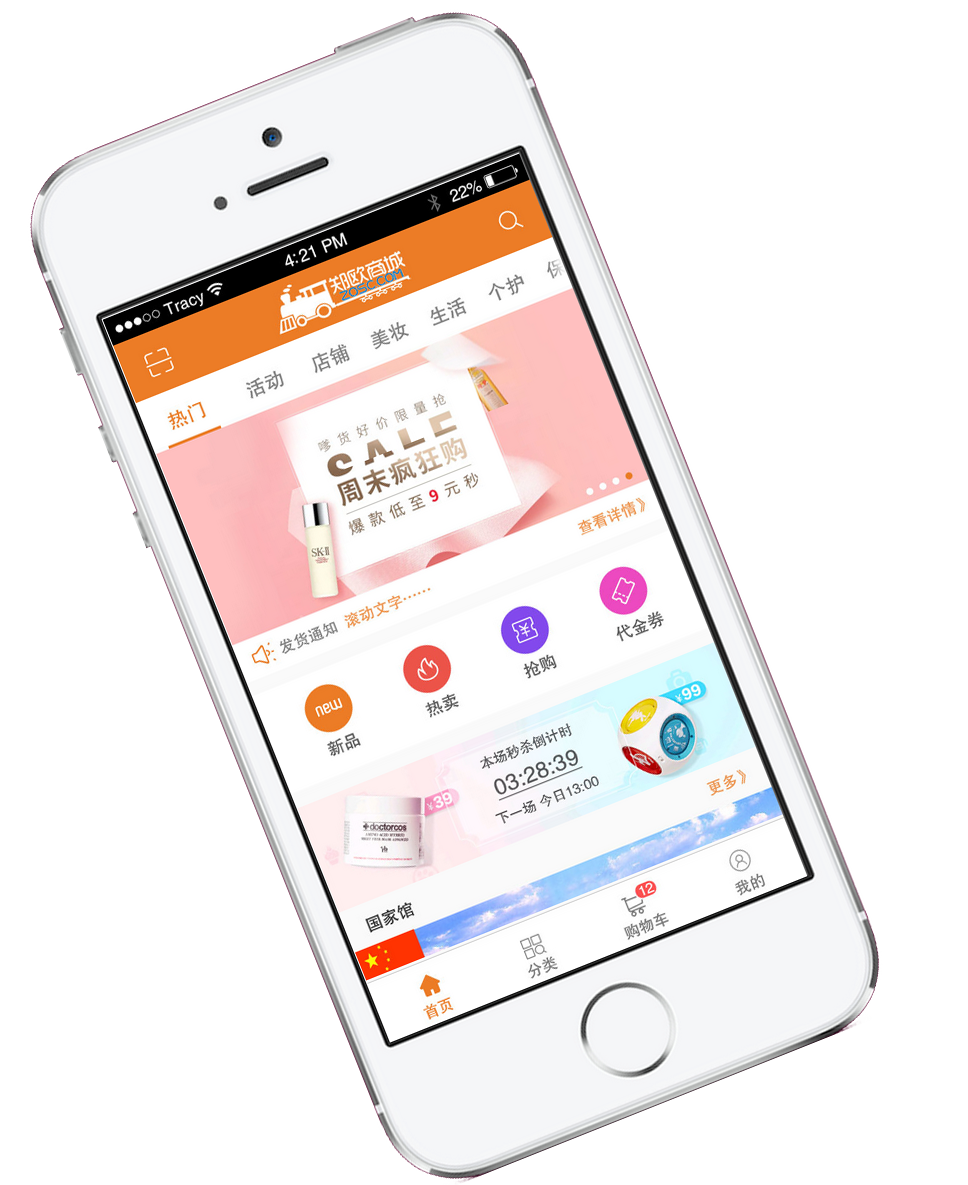 Tracy 4:21 PM 22%
郑欧商城
ZOSC.COM
热门 活动 店铺 美妆 生活 个护 保
嗲货好价限量抢
SALE
周末疯狂购
爆款低至9元秒
SK-II
查看详情》
发货通知 滚动文字……
new
新品 热卖 抢购 代金券
本场秒杀倒计时
03:28:39
下一场 今日13:00
¥39
¥99
doctorcos
更多》
国家馆
12
首页 分类 购物车 我的